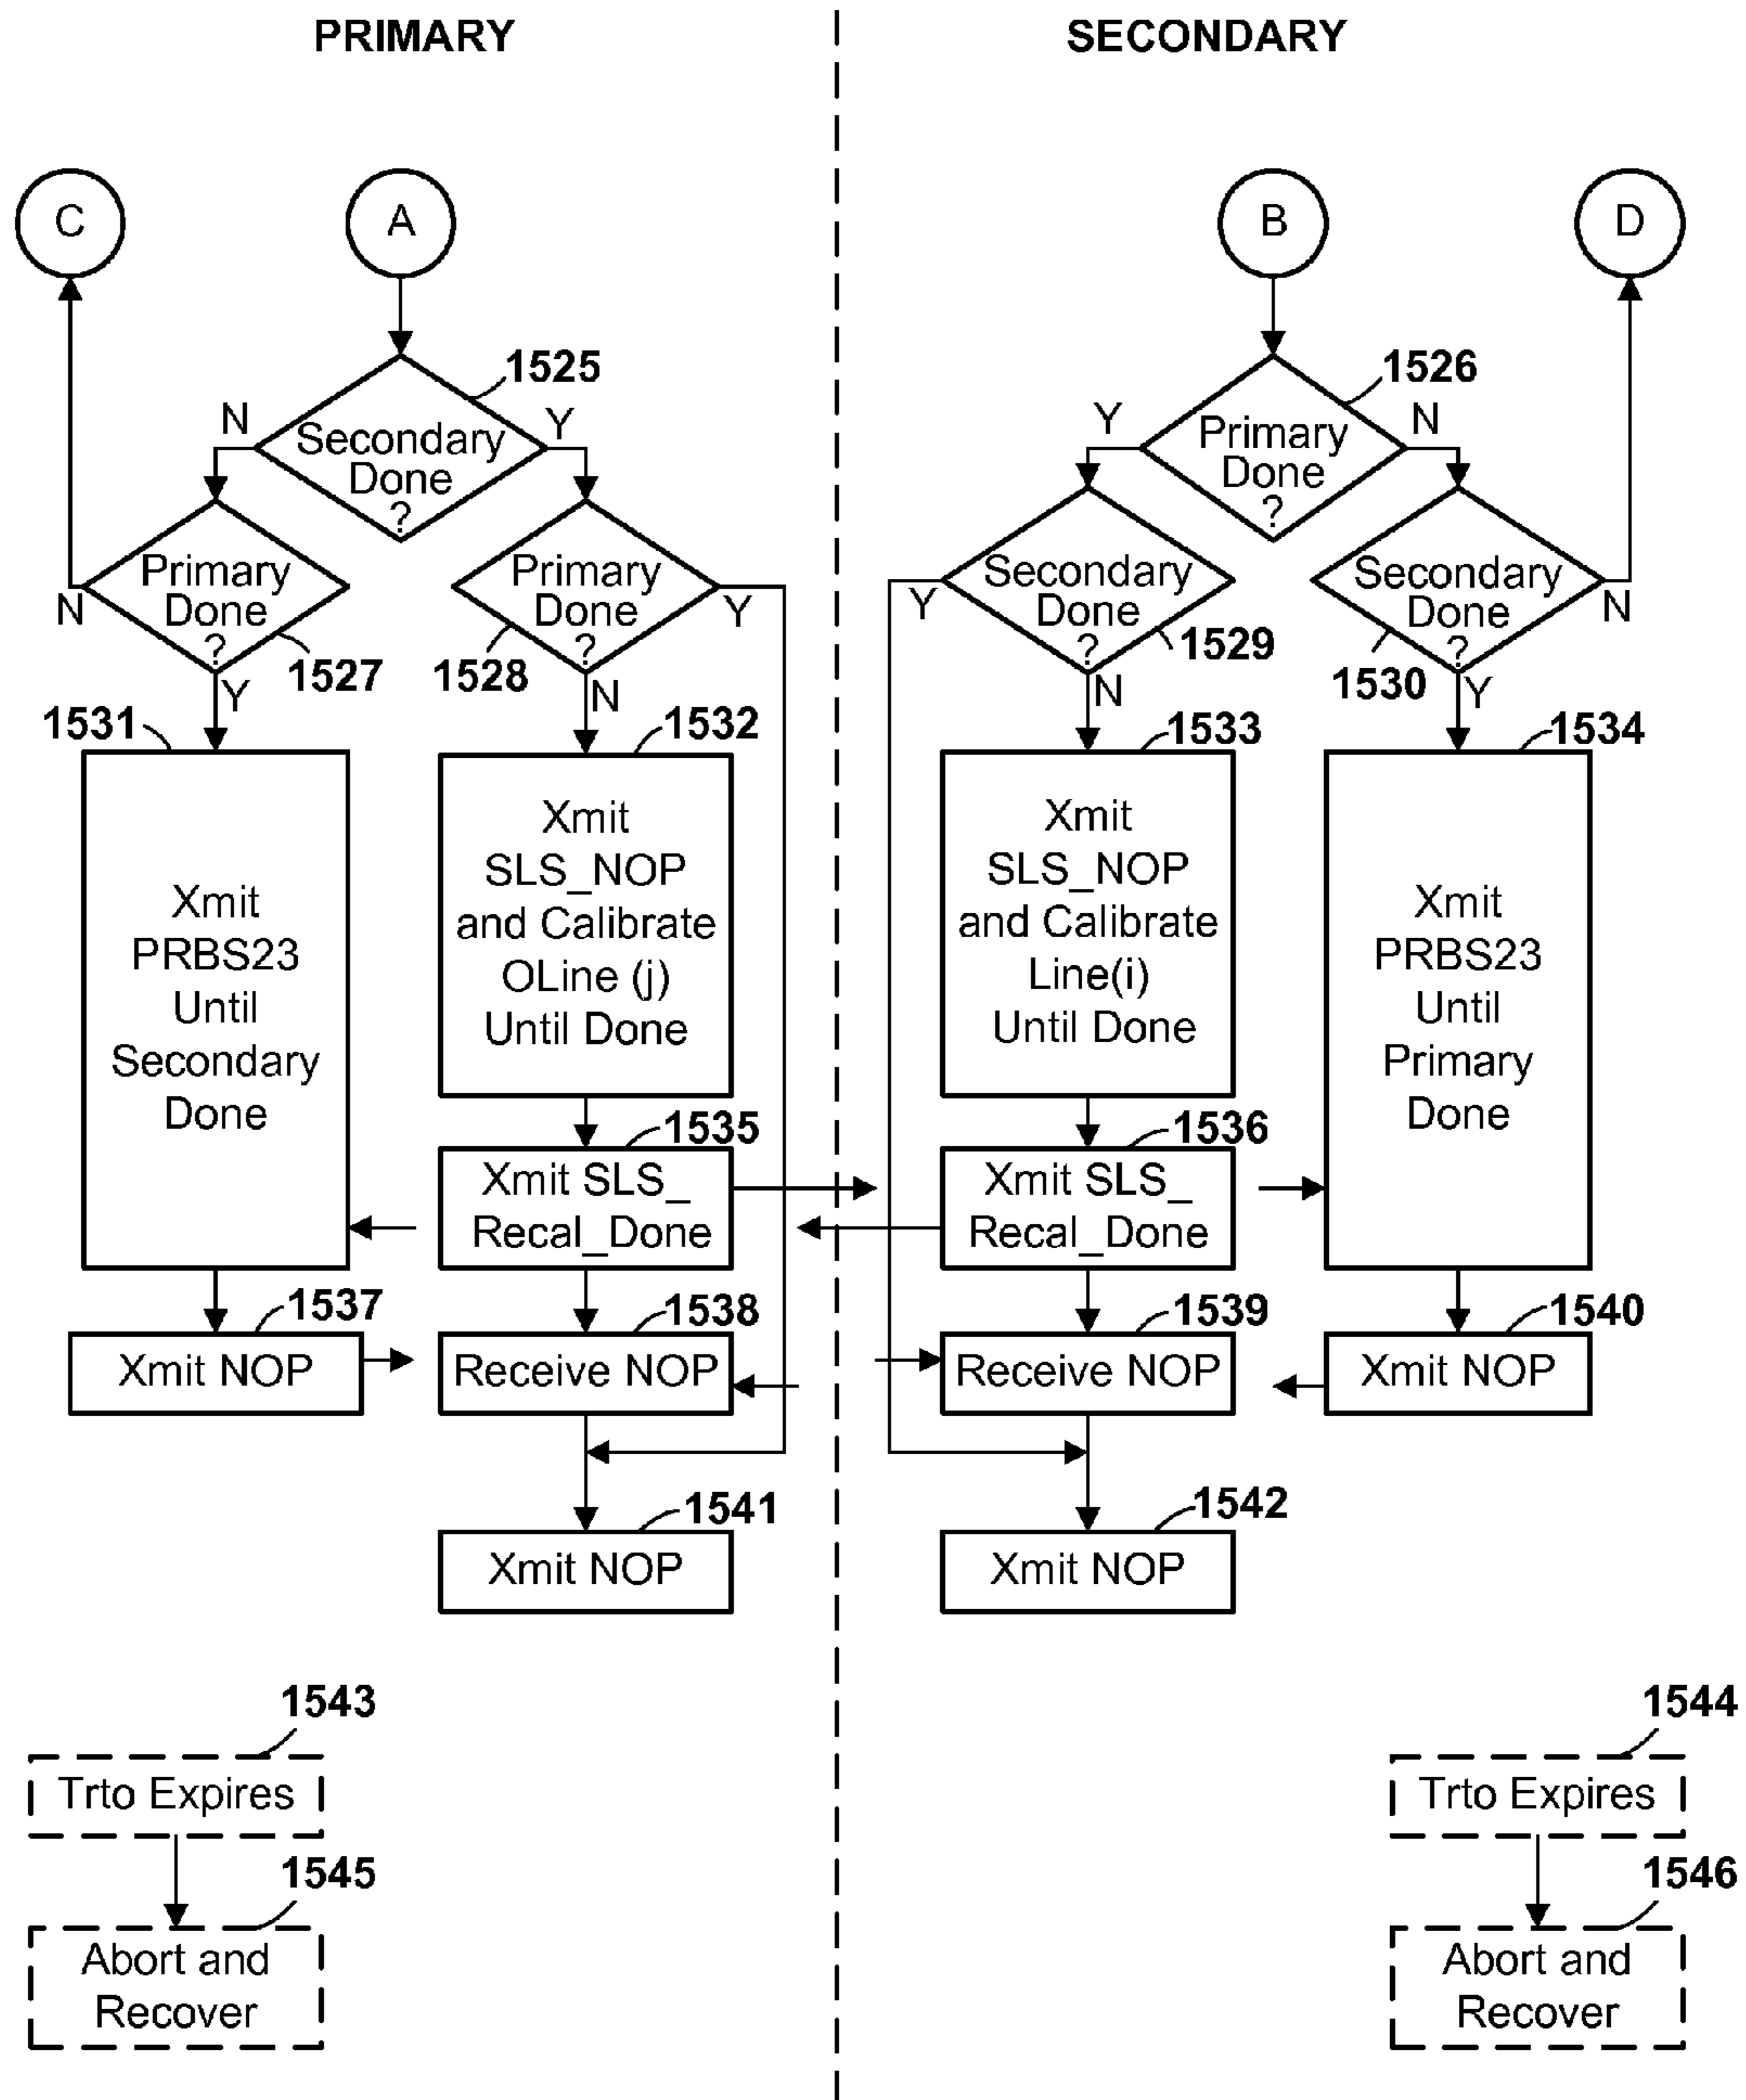 PRIMARY
SECONDARY
C
A
B
D
1525
1526
N
Y
Y
N
Secondary
Done
?
Primary
Done
?
Primary
Done
?
N
1527
Y
Primary
Done
?
Y
1528
N
Secondary
Done
?
Y
1529
N
Secondary
Done
?
N
1530
Y
1531
1532
1533
1534
Xmit
PRBS23
Until
Secondary
Done
Xmit
SLS_NOP
and Calibrate
OLine (j)
Until Done
Xmit
SLS_NOP
and Calibrate
Line(i)
Until Done
Xmit
PRBS23
Until
Primary
Done
1535
Xmit SLS_
Recal_Done
1536
Xmit SLS_
Recal_Done
1537
Xmit NOP
1538
Receive NOP
1539
Receive NOP
1540
Xmit NOP
1541
Xmit NOP
1542
Xmit NOP
1543
Trto Expires
1544
Trto Expires
1545
Abort and
Recover
1546
Abort and
Recover